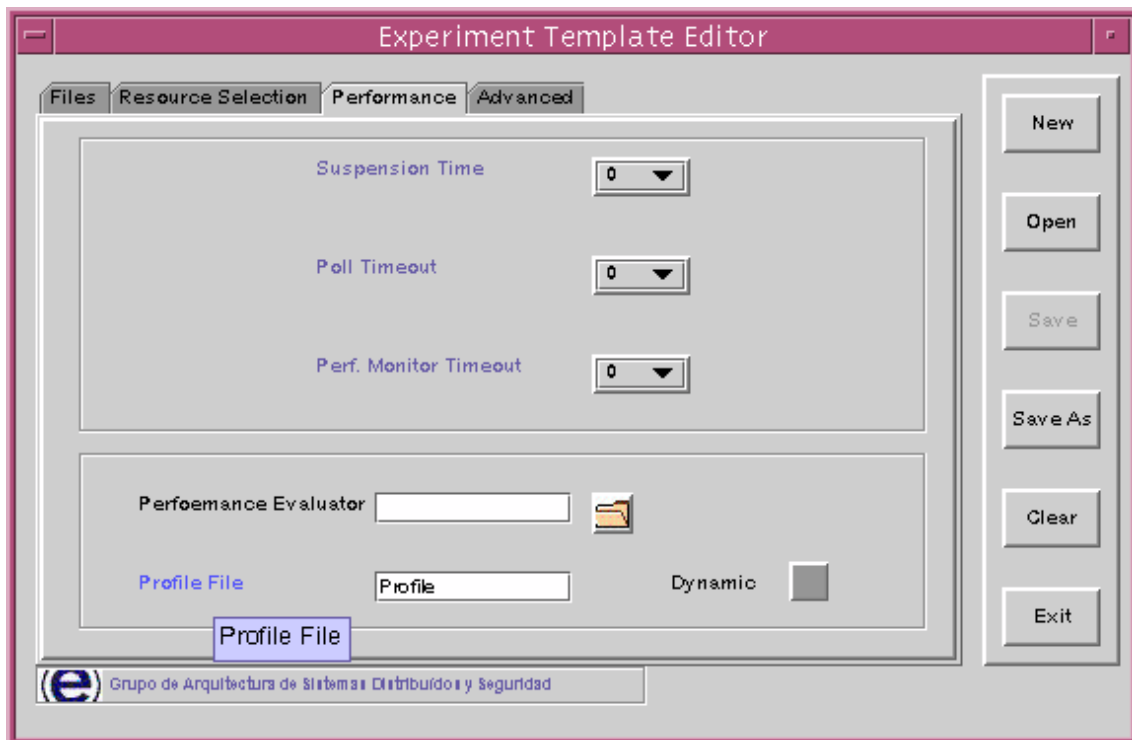 Experiment Template Editor
Files Resource Selection Performance Advanced
Suspension Time 0
Poll Timeout 0
Perf. Monitor Timeout 0
Perfoemance Evaluator
Profile File Profile Dynamic
Profile File
New
Open
Save
Save As
Clear
Exit
(e) Grupo de Arquitectura de Sistemas Distribuídos y Seguridad